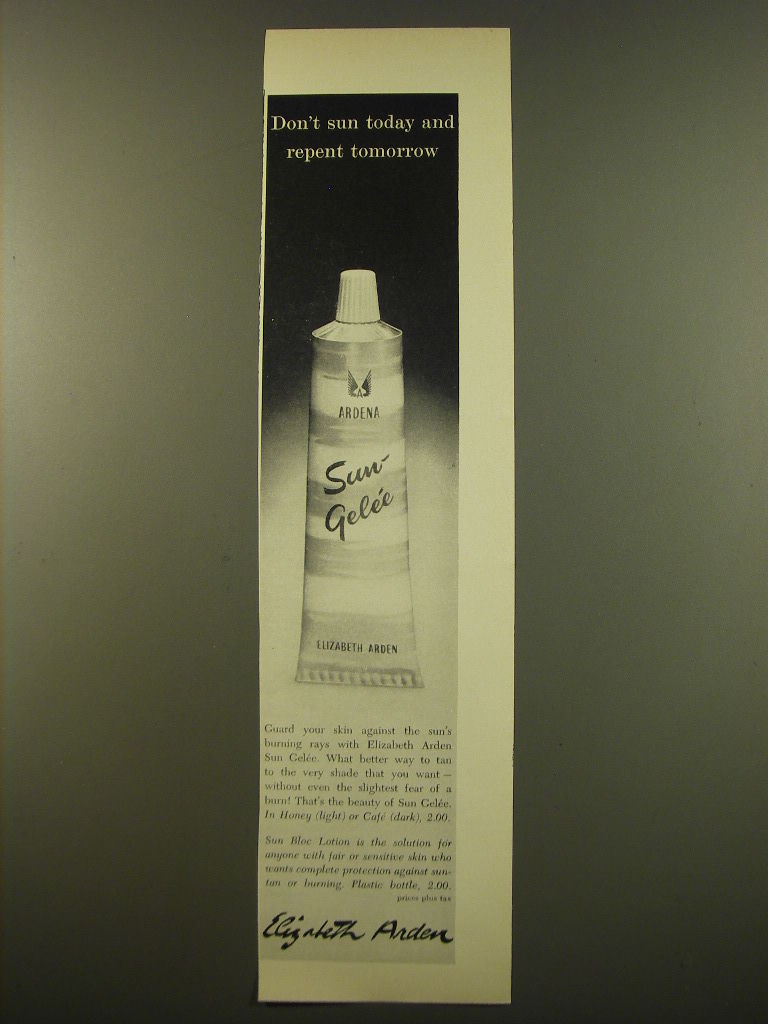 Don't sun today and
repent tomorrow
A
ARDENA
Sun-
Gelée
ELIZABETH ARDEN
Guard your skin against the sun's
burning rays with Elizabeth Arden
Sun Gelée. What better way to tan
to the very shade that you want —
without even the slightest fear of a
burn! That's the beauty of Sun Gelée.
In Honey (light) or Café (dark), 2.00.
Sun Bloc Lotion is the solution for
anyone with fair or sensitive skin who
wants complete protection against sun-
tan or burning. Plastic bottle, 2.00.
prices plus tax
Elizabeth Arden